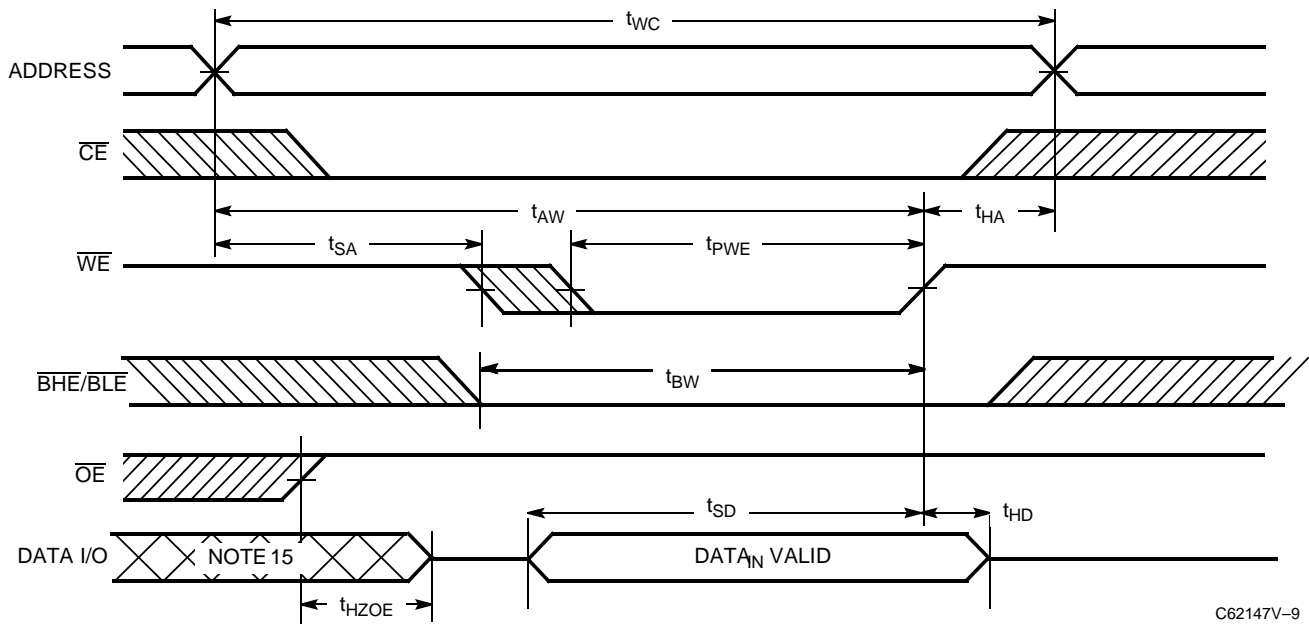 tWC
ADDRESS
CE
tAW
tHA
tSA
tPWE
WE
BHE/BLE
tBW
OE
tSD
tHD
DATA I/O
NOTE 15
DATAIN VALID
tHZOE
C62147V–9